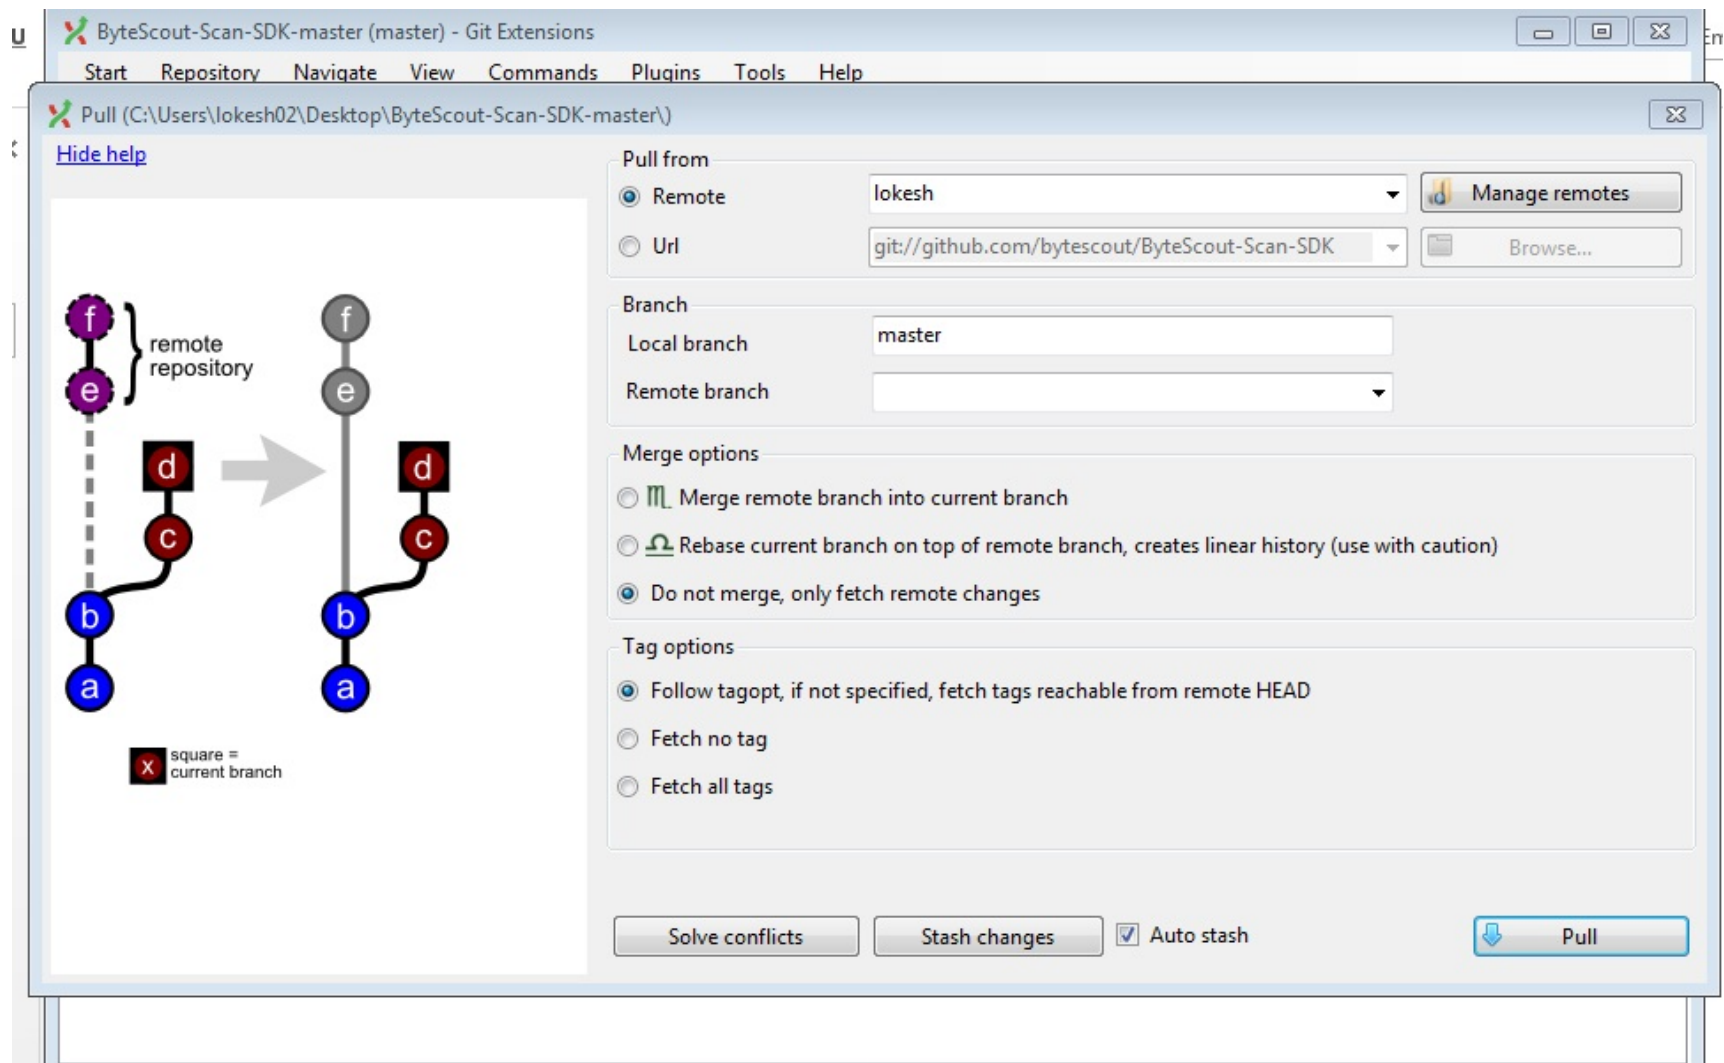 U
ByteScout-Scan-SDK-master (master) - Git Extensions
Start Repository Navigate View Commands Plugins Tools Help
Pull (C:\Users\lokesh02\Desktop\ByteScout-Scan-SDK-master\)
Hide help
f
e
remote
repository
d
c
b
a
f
e
d
c
b
a
x
square =
current branch
Pull from
Remote lokesh Manage remotes
Url git://github.com/bytescout/ByteScout-Scan-SDK Browse...
Branch
Local branch master
Remote branch
Merge options
Merge remote branch into current branch
Rebase current branch on top of remote branch, creates linear history (use with caution)
Do not merge, only fetch remote changes
Tag options
Follow tagopt, if not specified, fetch tags reachable from remote HEAD
Fetch no tag
Fetch all tags
Solve conflicts Stash changes Auto stash Pull